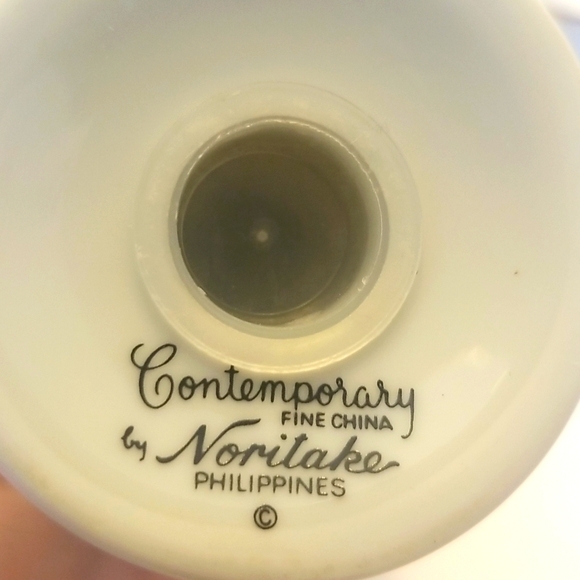 Contemporary
FINE CHINA
by Noritake
PHILIPPINES
©